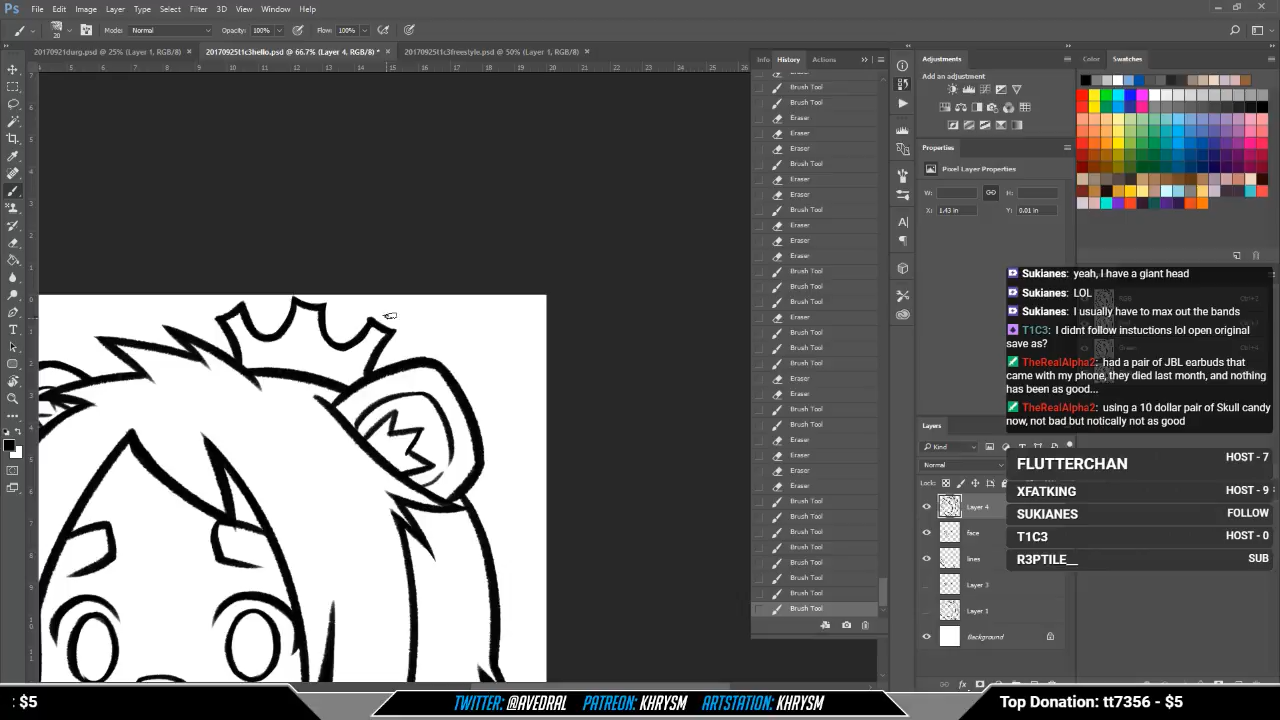 Ps File Edit Image Layer Type Select Filter 3D View Window Help
20 Mode: Normal Opacity: 100% Flow: 100%
20170921durg.psd @ 25% (Layer 1, RGB/8) × 20170925t1c3hello.psd @ 66.7% (Layer 4, RGB/8) * × 20170925t1c3freestyle.psd @ 50% (Layer 1, RGB/8) ×
Info History Actions
Eraser
Brush Tool
Brush Tool
Eraser
Eraser
Eraser
Brush Tool
Eraser
Eraser
Brush Tool
Eraser
Eraser
Eraser
Brush Tool
Brush Tool
Brush Tool
Eraser
Brush Tool
Brush Tool
Brush Tool
Eraser
Eraser
Brush Tool
Brush Tool
Eraser
Eraser
Eraser
Eraser
Brush Tool
Brush Tool
Brush Tool
Brush Tool
Brush Tool
Brush Tool
Brush Tool
Brush Tool
Adjustments
Add an adjustment
Properties
Pixel Layer Properties
W: H:
X: 1.43 in Y: 0.01 in
Color Swatches
Sukianes: yeah, I have a giant head
Sukianes: LOL
Sukianes: I usually have to max out the bands
T1C3: I didnt follow instuctions lol open original
save as?
TheRealAlpha2: had a pair of JBL earbuds that
came with my phone, they died last month, and nothing
has been as good...
TheRealAlpha2: using a 10 dollar pair of Skull candy
now, not bad but notically not as good
Layers
Kind
Normal
Lock:
Layer 4
face
lines
Layer 3
Layer 1
Background
FLUTTERCHAN HOST - 7
XFATKING HOST - 9
SUKIANES FOLLOW
T1C3 HOST - 0
R3PTILE__ SUB
: $5
TWITTER: @AVEDRAL PATREON: KHRYSM ARTSTATION: KHRYSM
Top Donation: tt7356 - $5